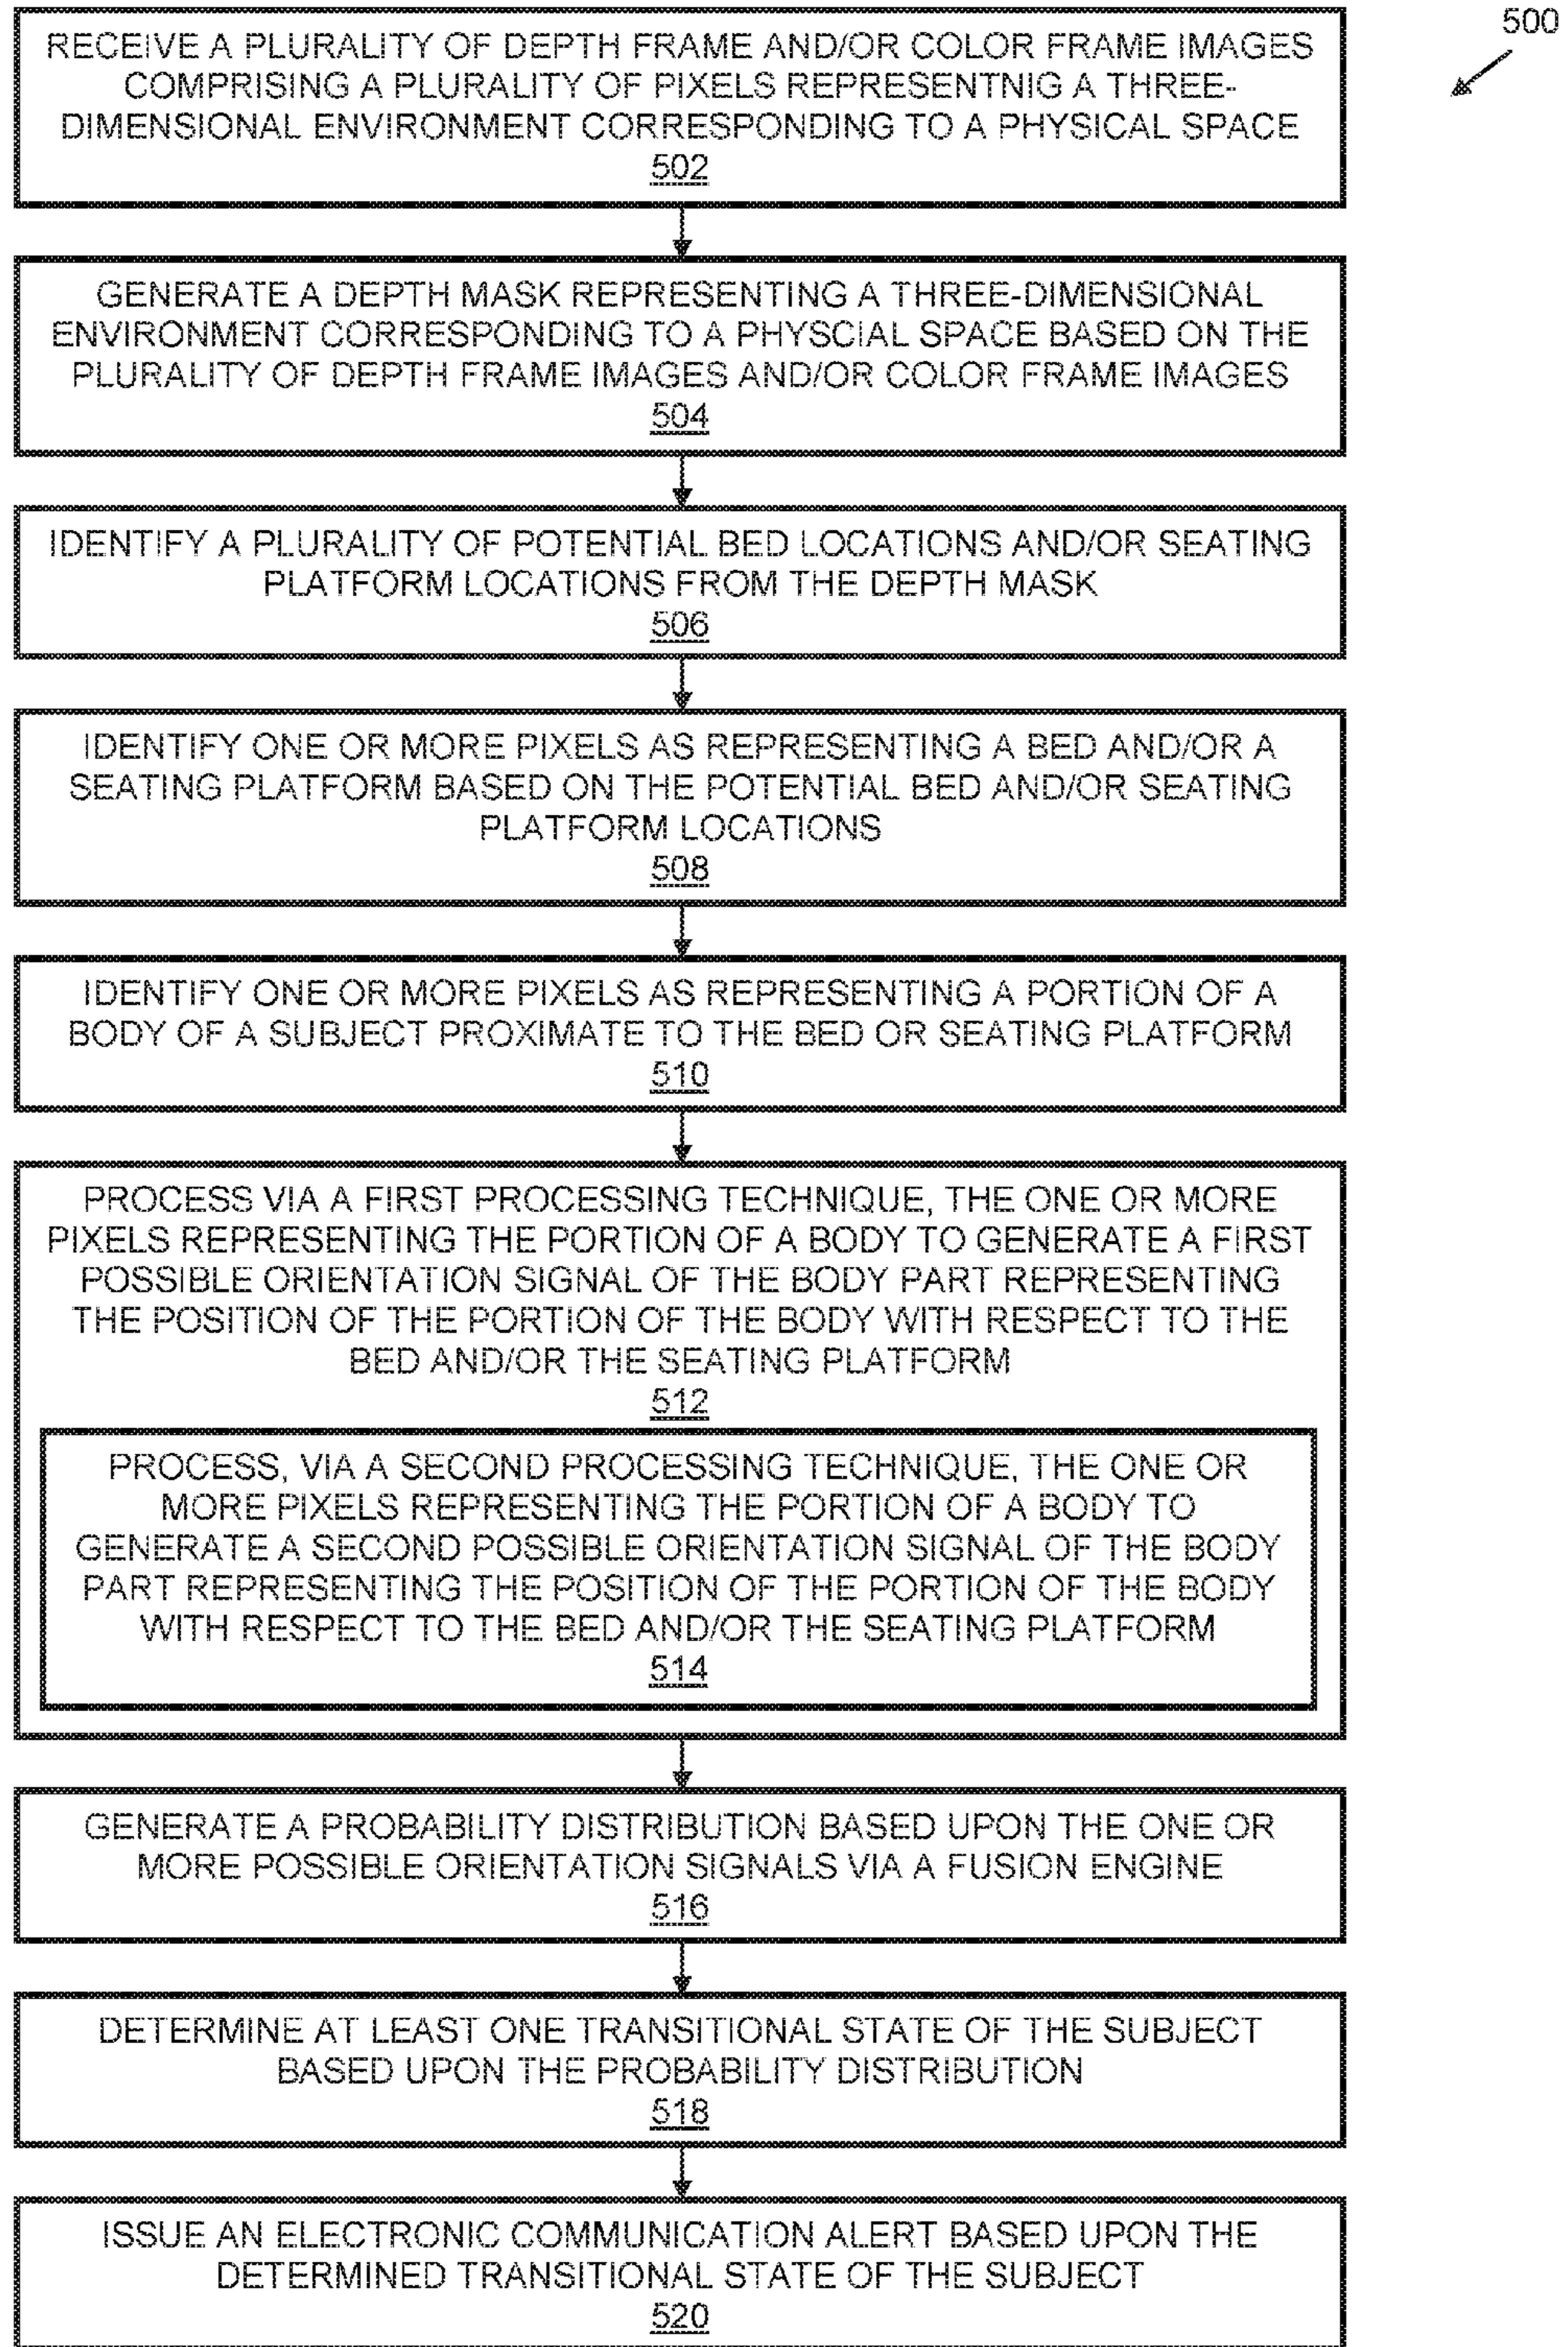 500
RECEIVE A PLURALITY OF DEPTH FRAME AND/OR COLOR FRAME IMAGES
COMPRISING A PLURALITY OF PIXELS REPRESENTNIG A THREE-
DIMENSIONAL ENVIRONMENT CORRESPONDING TO A PHYSICAL SPACE
502
GENERATE A DEPTH MASK REPRESENTING A THREE-DIMENSIONAL
ENVIRONMENT CORRESPONDING TO A PHYSCIAL SPACE BASED ON THE
PLURALITY OF DEPTH FRAME IMAGES AND/OR COLOR FRAME IMAGES
504
IDENTIFY A PLURALITY OF POTENTIAL BED LOCATIONS AND/OR SEATING
PLATFORM LOCATIONS FROM THE DEPTH MASK
506
IDENTIFY ONE OR MORE PIXELS AS REPRESENTING A BED AND/OR A
SEATING PLATFORM BASED ON THE POTENTIAL BED AND/OR SEATING
PLATFORM LOCATIONS
508
IDENTIFY ONE OR MORE PIXELS AS REPRESENTING A PORTION OF A
BODY OF A SUBJECT PROXIMATE TO THE BED OR SEATING PLATFORM
510
PROCESS VIA A FIRST PROCESSING TECHNIQUE, THE ONE OR MORE
PIXELS REPRESENTING THE PORTION OF A BODY TO GENERATE A FIRST
POSSIBLE ORIENTATION SIGNAL OF THE BODY PART REPRESENTING
THE POSITION OF THE PORTION OF THE BODY WITH RESPECT TO THE
BED AND/OR THE SEATING PLATFORM
512
PROCESS, VIA A SECOND PROCESSING TECHNIQUE, THE ONE OR
MORE PIXELS REPRESENTING THE PORTION OF A BODY TO
GENERATE A SECOND POSSIBLE ORIENTATION SIGNAL OF THE BODY
PART REPRESENTING THE POSITION OF THE PORTION OF THE BODY
WITH RESPECT TO THE BED AND/OR THE SEATING PLATFORM
514
GENERATE A PROBABILITY DISTRIBUTION BASED UPON THE ONE OR
MORE POSSIBLE ORIENTATION SIGNALS VIA A FUSION ENGINE
516
DETERMINE AT LEAST ONE TRANSITIONAL STATE OF THE SUBJECT
BASED UPON THE PROBABILITY DISTRIBUTION
518
ISSUE AN ELECTRONIC COMMUNICATION ALERT BASED UPON THE
DETERMINED TRANSITIONAL STATE OF THE SUBJECT
520